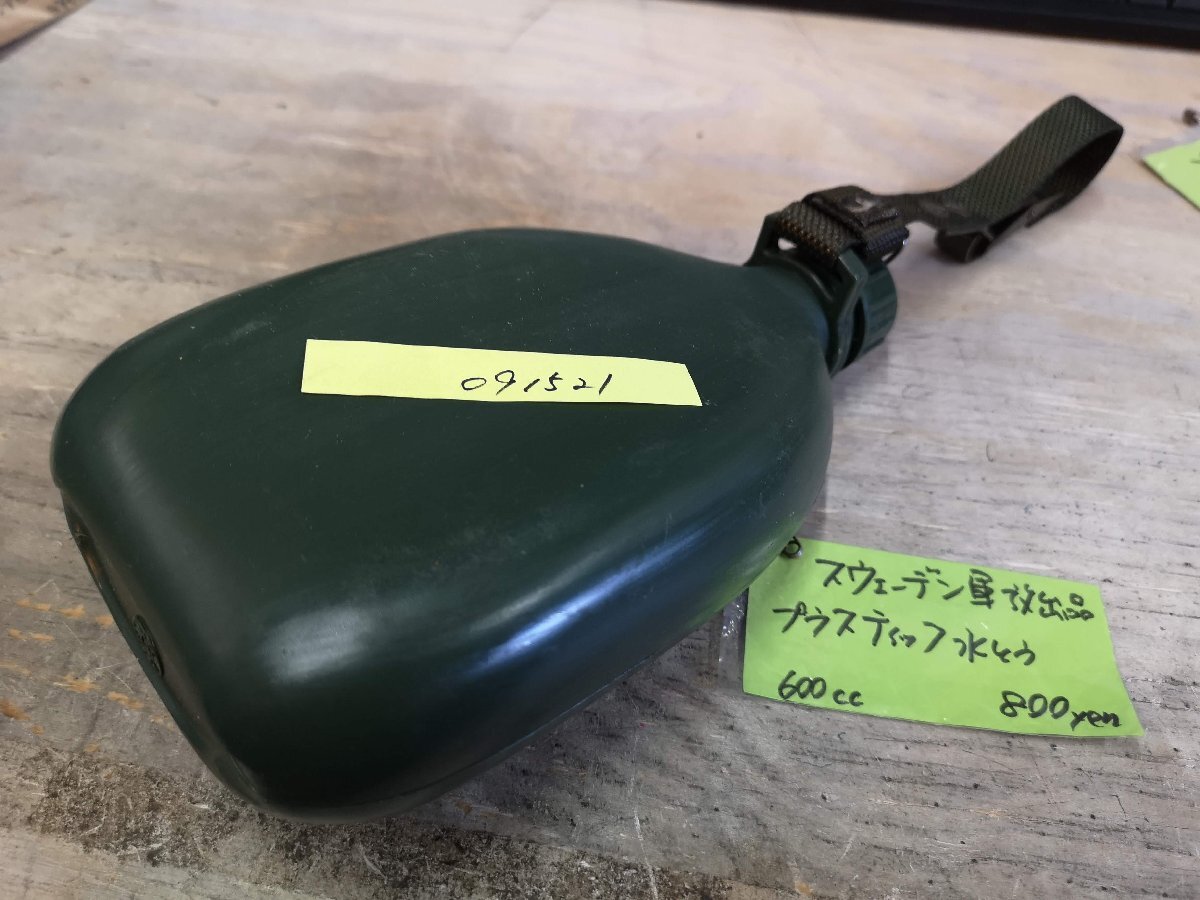 091521
スウェーデン軍放出品
プラスティック水とう
600cc 800yen